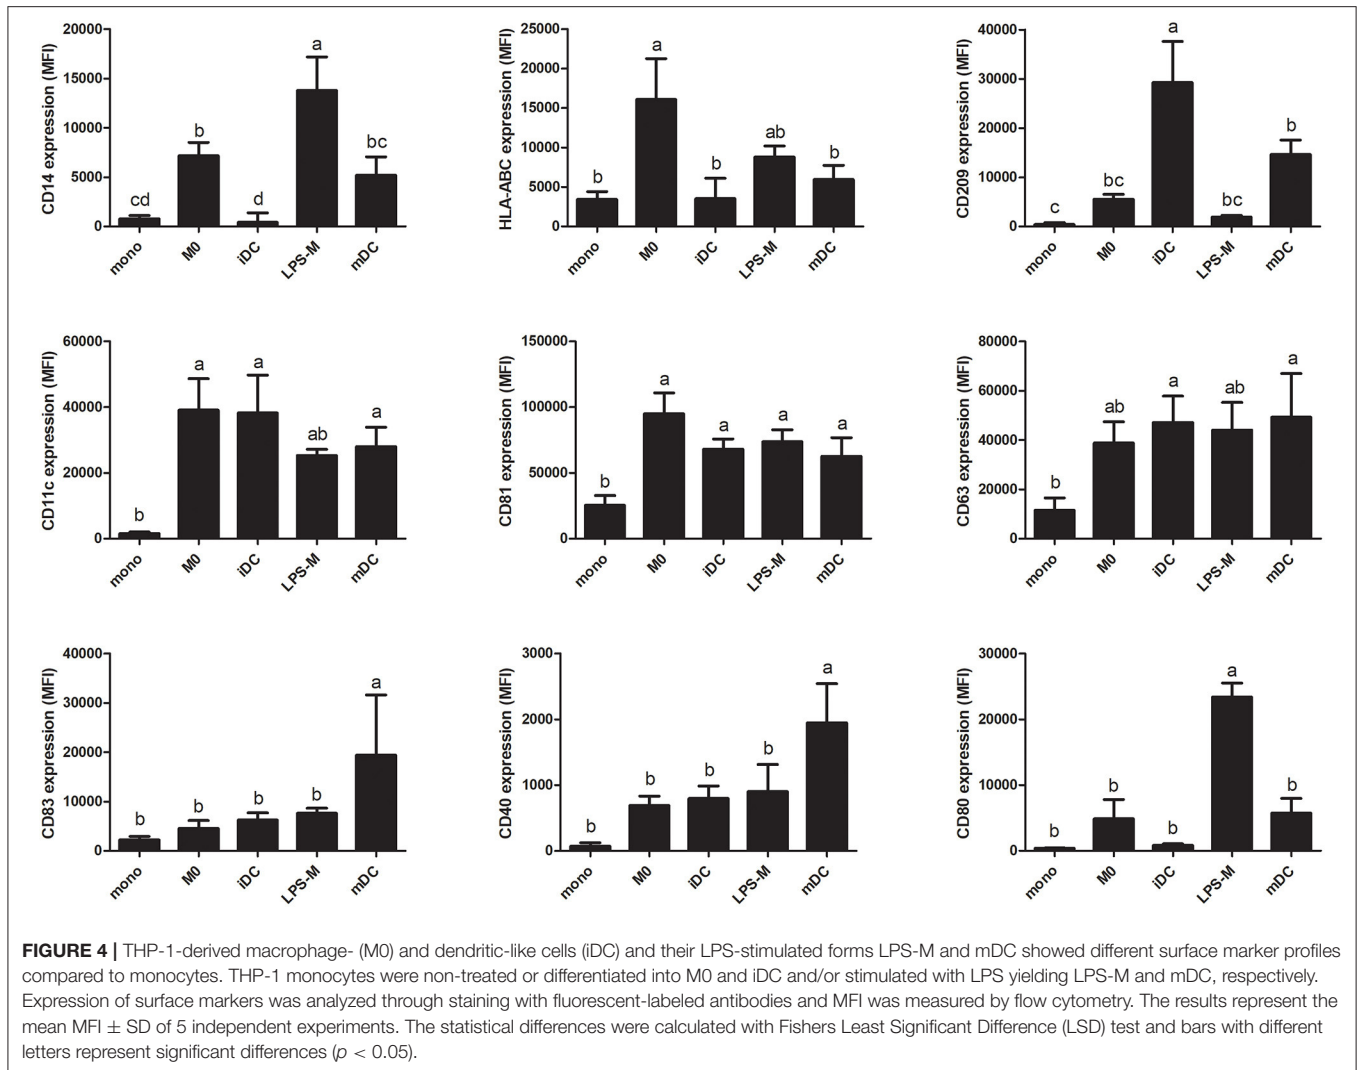 CD14 expression (MFI)
20000
15000
10000
5000
0
cd
b
d
a
bc
mono
M0
iDC
LPS-M
mDC
HLA-ABC expression (MFI)
25000
20000
15000
10000
5000
0
b
a
b
ab
b
mono
M0
iDC
LPS-M
mDC
CD209 expression (MFI)
40000
30000
20000
10000
0
c
bc
a
bc
b
mono
M0
iDC
LPS-M
mDC
CD11c expression (MFI)
60000
40000
20000
0
b
a
a
ab
a
mono
M0
iDC
LPS-M
mDC
CD81 expression (MFI)
150000
100000
50000
0
b
a
a
a
a
mono
M0
iDC
LPS-M
mDC
CD63 expression (MFI)
80000
60000
40000
20000
0
b
ab
a
ab
a
mono
M0
iDC
LPS-M
mDC
CD83 expression (MFI)
40000
30000
20000
10000
0
b
b
b
b
a
mono
M0
iDC
LPS-M
mDC
CD40 expression (MFI)
3000
2000
1000
0
b
b
b
b
a
mono
M0
iDC
LPS-M
mDC
CD80 expression (MFI)
30000
20000
10000
0
b
b
b
a
b
mono
M0
iDC
LPS-M
mDC
FIGURE 4 | THP-1-derived macrophage- (M0) and dendritic-like cells (iDC) and their LPS-stimulated forms LPS-M and mDC showed different surface marker profiles
compared to monocytes. THP-1 monocytes were non-treated or differentiated into M0 and iDC and/or stimulated with LPS yielding LPS-M and mDC, respectively.
Expression of surface markers was analyzed through staining with fluorescent-labeled antibodies and MFI was measured by flow cytometry. The results represent the
mean MFI ± SD of 5 independent experiments. The statistical differences were calculated with Fishers Least Significant Difference (LSD) test and bars with different
letters represent significant differences (p < 0.05).